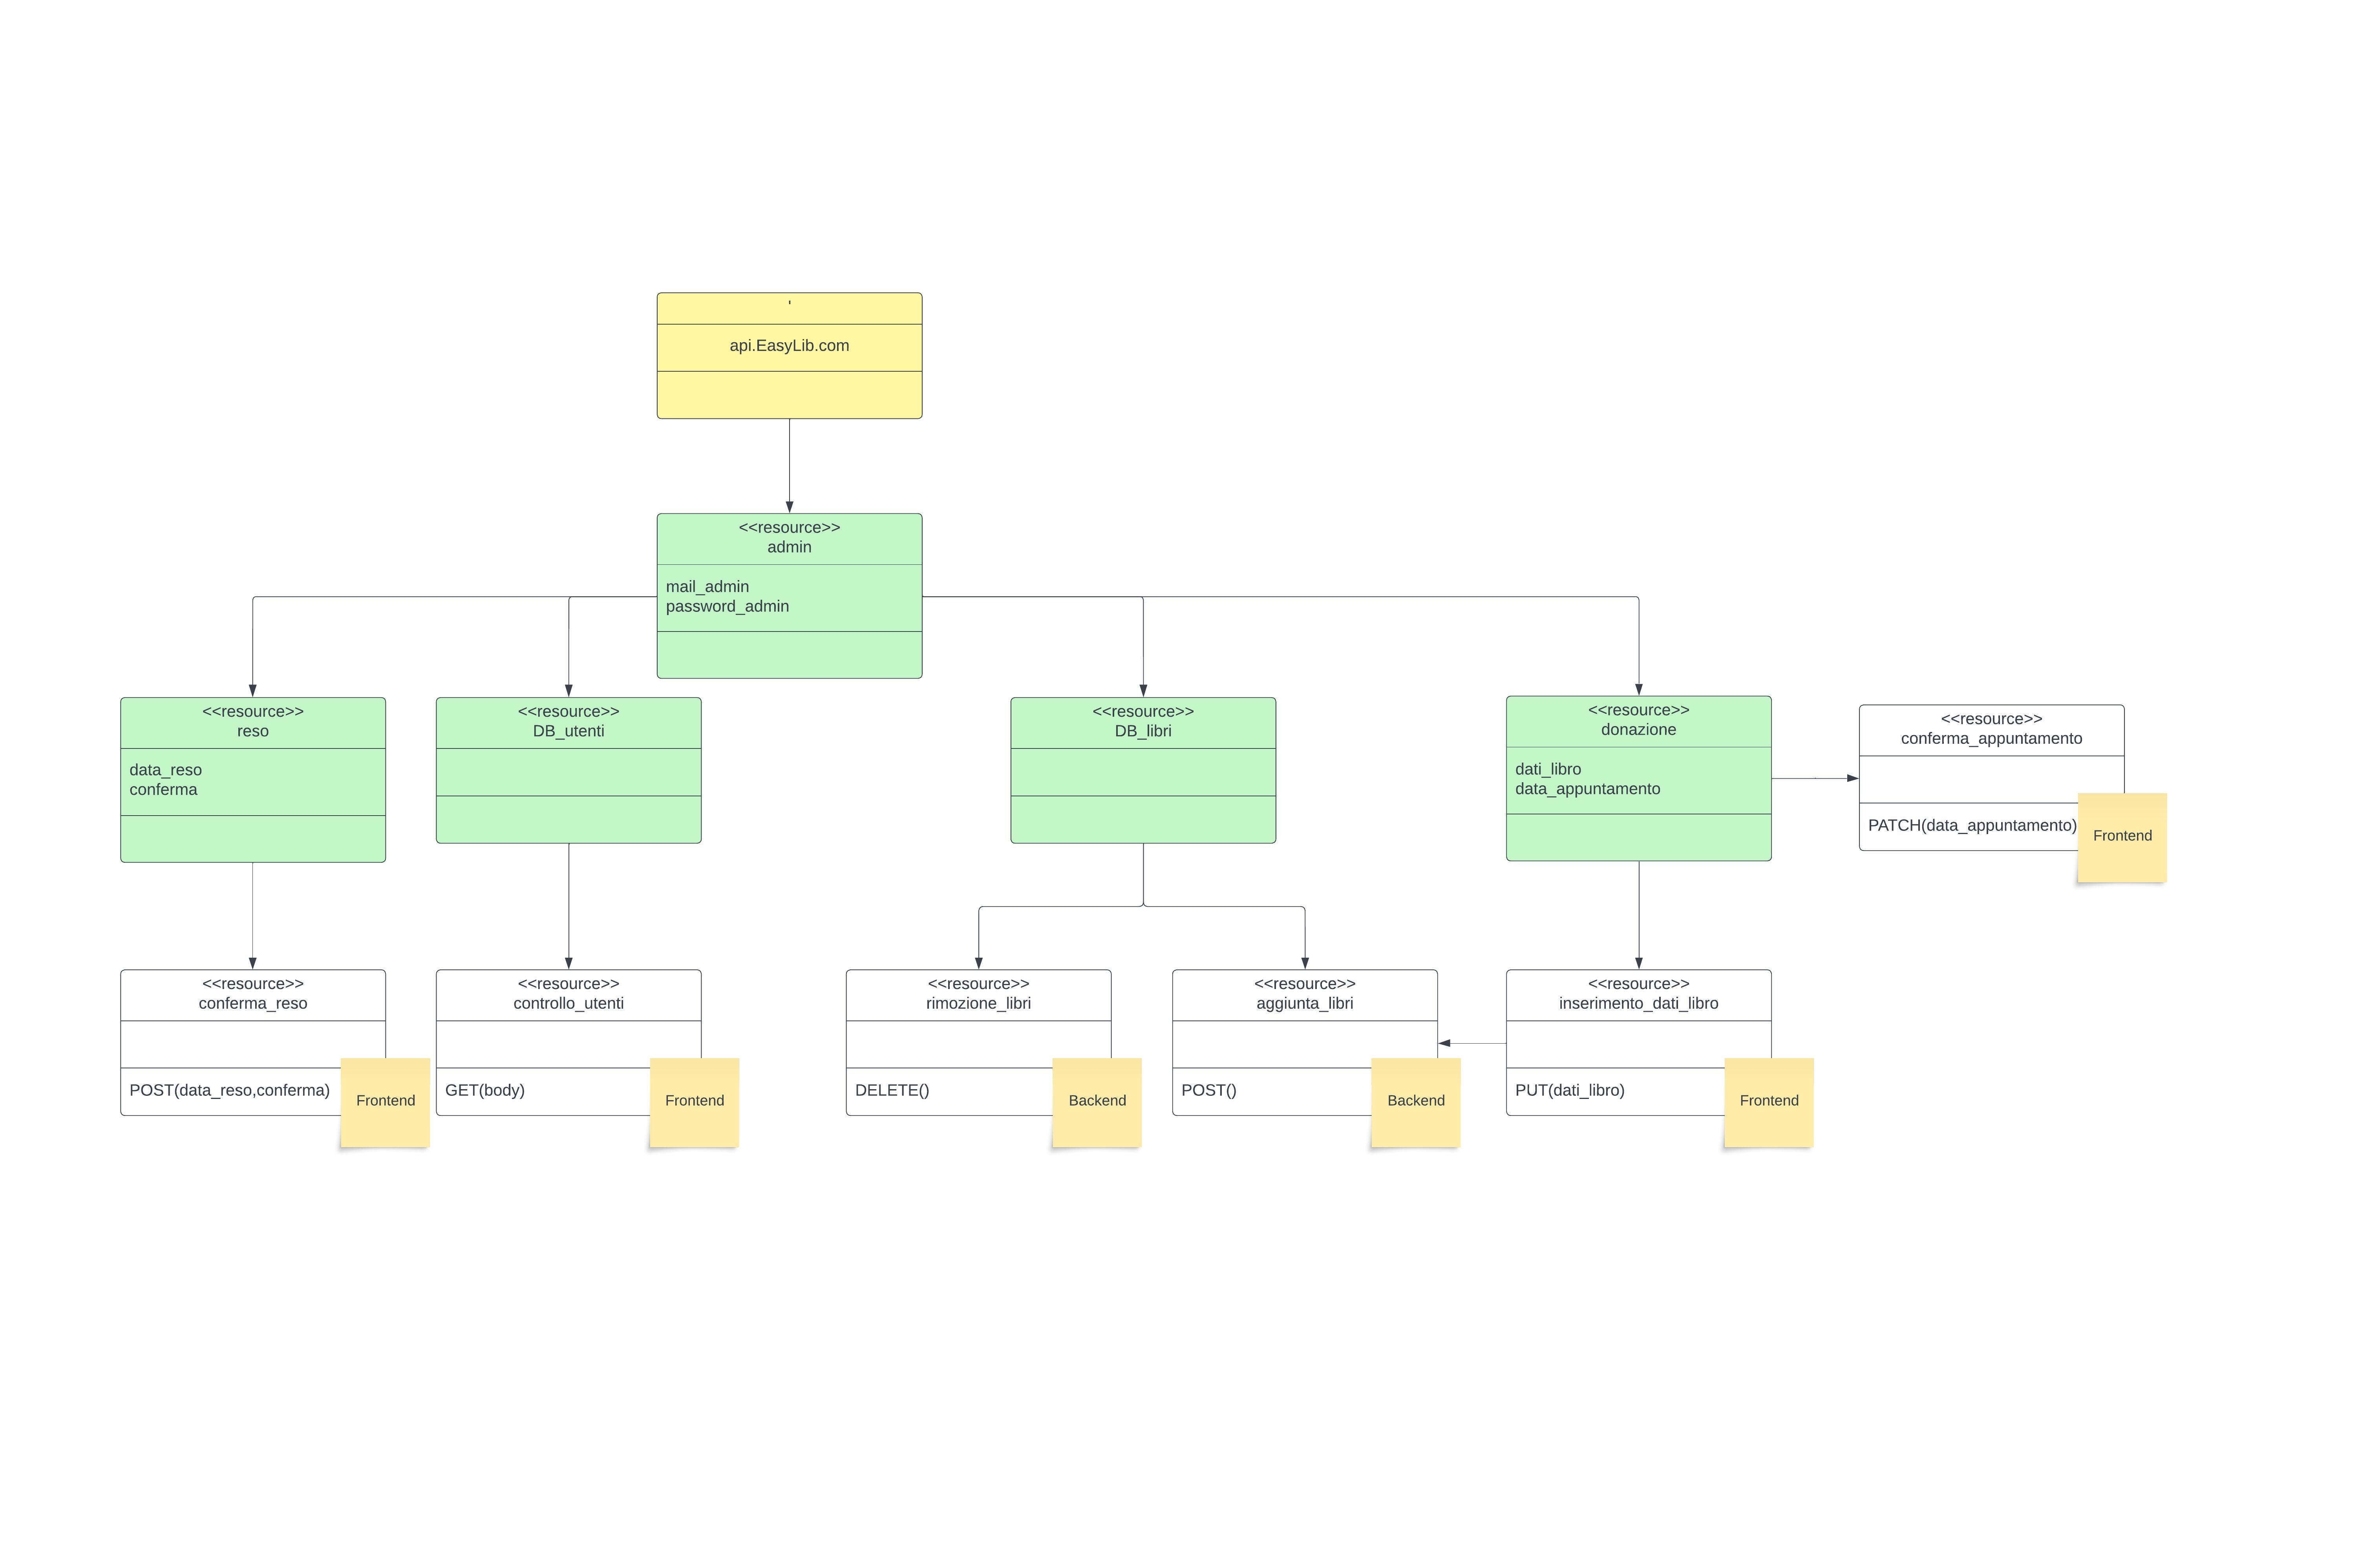 '
api.EasyLib.com
<<resource>>
admin
mail_admin
password_admin
<<resource>>
reso
data_reso
conferma
<<resource>>
DB_utenti
<<resource>>
DB_libri
<<resource>>
donazione
dati_libro
data_appuntamento
<<resource>>
conferma_appuntamento
PATCH(data_appuntamento)
Frontend
<<resource>>
conferma_reso
POST(data_reso,conferma)
Frontend
<<resource>>
controllo_utenti
GET(body)
Frontend
<<resource>>
rimozione_libri
DELETE()
Backend
<<resource>>
aggiunta_libri
POST()
Backend
<<resource>>
inserimento_dati_libro
PUT(dati_libro)
Frontend